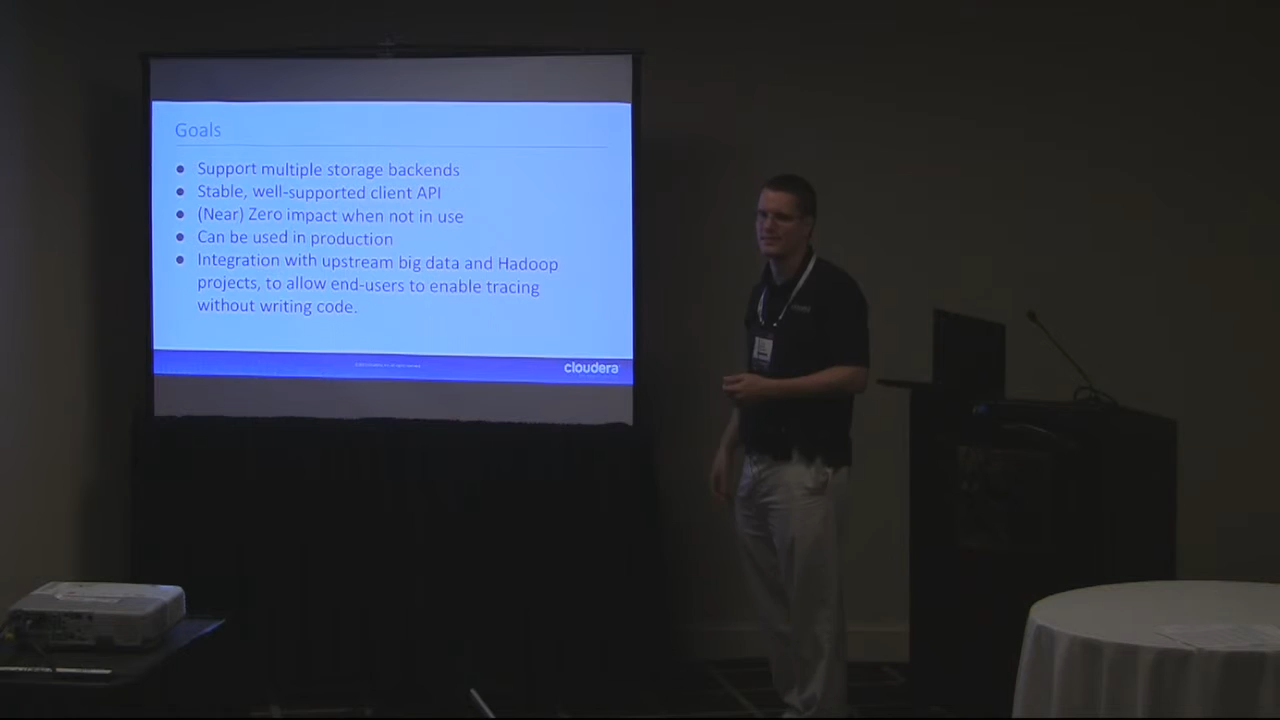 Goals
● Support multiple storage backends
● Stable, well-supported client API
● (Near) Zero impact when not in use
● Can be used in production
● Integration with upstream big data and Hadoop
projects, to allow end-users to enable tracing
without writing code.
cloudera